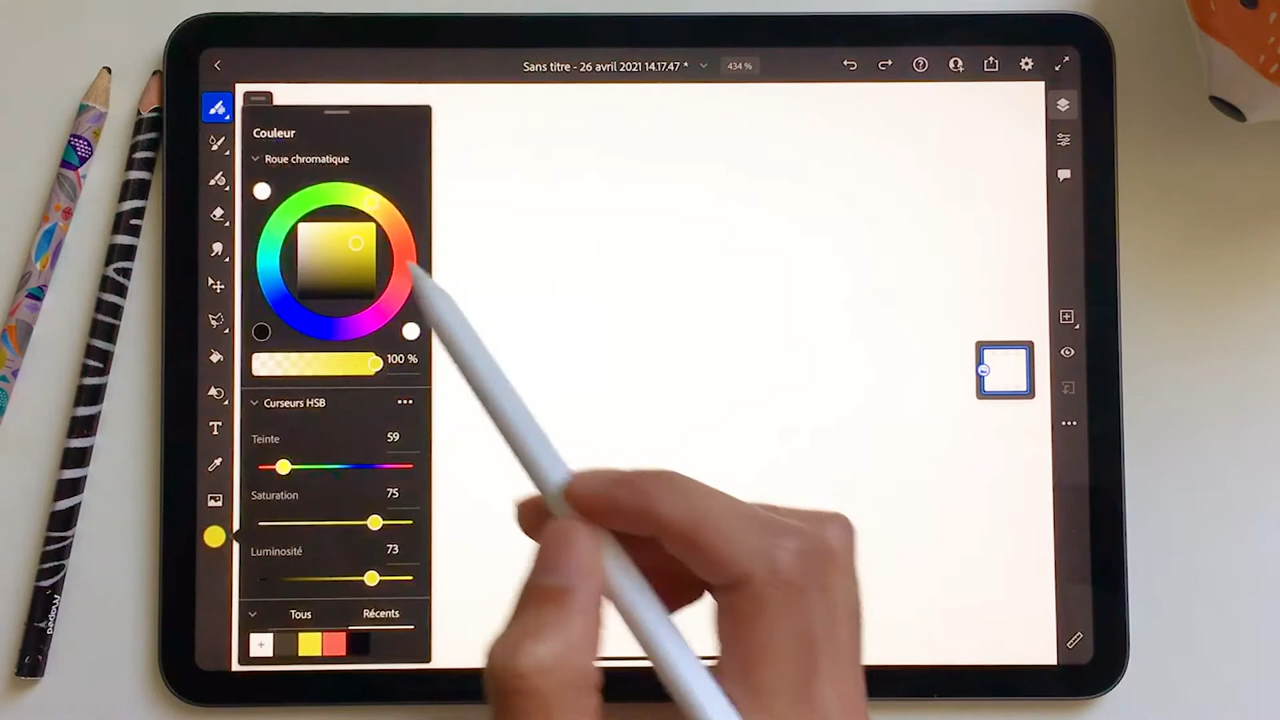 Sans titre - 26 avril 2021 14.17.47 *
434 %
Couleur
Roue chromatique
100 %
Curseurs HSB
Teinte 59
Saturation 75
Luminosité 73
Tous Récents
T
Maped